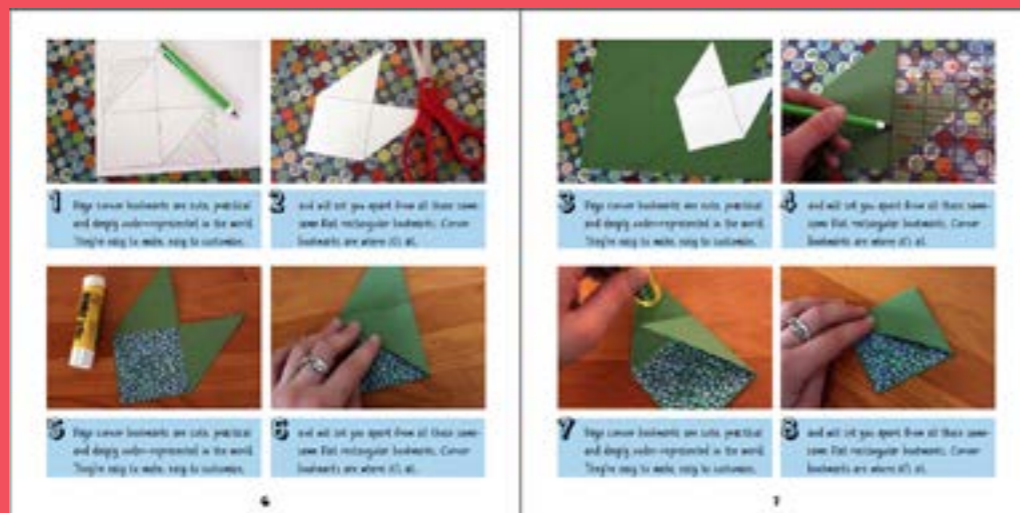 1
Page corner bookmarks are cute, practical
and deeply under-represented in the world.
They're easy to make, easy to customise,
2
and will set you apart from all those same-
same flat rectangular bookmarks. Corner
bookmarks are where it's at.
5
Page corner bookmarks are cute, practical
and deeply under-represented in the world.
They're easy to make, easy to customise,
6
and will set you apart from all those same-
same flat rectangular bookmarks. Corner
bookmarks are where it's at.
6
3
Page corner bookmarks are cute, practical
and deeply under-represented in the world.
They're easy to make, easy to customise,
4
and will set you apart from all those same-
same flat rectangular bookmarks. Corner
bookmarks are where it's at.
7
Page corner bookmarks are cute, practical
and deeply under-represented in the world.
They're easy to make, easy to customise,
8
and will set you apart from all those same-
same flat rectangular bookmarks. Corner
bookmarks are where it's at.
7